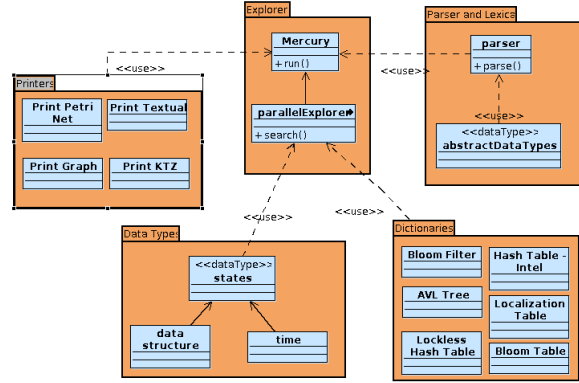 Explorer
Mercury
+ run()
parallelExplorer
+ search()
Parser and Lexica
parser
+ parse()
<<use>>
<<dataType>>
abstractDataTypes
<<use>>
<<use>>
Printers
Print Petri
Net
Print Textual
Print Graph
Print KTZ
<<use>>
<<use>>
Data Types
<<dataType>>
states
data
structure
time
Dictionaries
Bloom Filter
Hash Table -
Intel
AVL Tree
Localization
Table
Lockless
Hash Table
Bloom Table